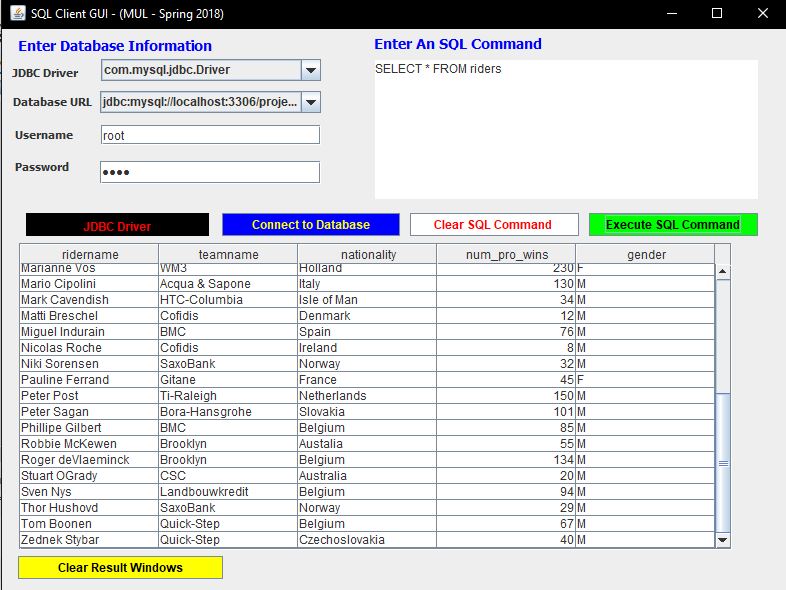 SQL Client GUI - (MUL - Spring 2018)
Enter Database Information
Enter An SQL Command
JDBC Driver com.mysql.jdbc.Driver
Database URL jdbc:mysql://localhost:3306/proje...
Username root
Password ••••
SELECT * FROM riders
JDBC Driver Connect to Database Clear SQL Command Execute SQL Command
ridername teamname nationality num_pro_wins gender
Marianne Vos WM3 Holland 230 F
Mario Cipolini Acqua & Sapone Italy 130 M
Mark Cavendish HTC-Columbia Isle of Man 34 M
Matti Breschel Cofidis Denmark 12 M
Miguel Indurain BMC Spain 76 M
Nicolas Roche Cofidis Ireland 8 M
Niki Sorensen SaxoBank Norway 32 M
Pauline Ferrand Gitane France 45 F
Peter Post Ti-Raleigh Netherlands 150 M
Peter Sagan Bora-Hansgrohe Slovakia 101 M
Phillipe Gilbert BMC Belgium 85 M
Robbie McKewen Brooklyn Austalia 55 M
Roger deVlaeminck Brooklyn Belgium 134 M
Stuart OGrady CSC Australia 20 M
Sven Nys Landbouwkredit Belgium 94 M
Thor Hushovd SaxoBank Norway 29 M
Tom Boonen Quick-Step Belgium 67 M
Zednek Stybar Quick-Step Czechoslovakia 40 M
Clear Result Windows